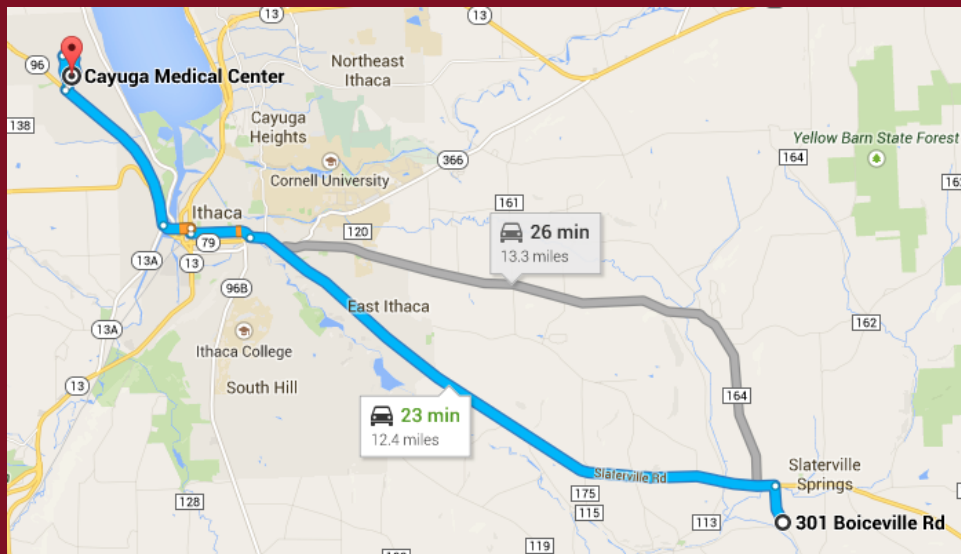 13
13
96
Cayuga Medical Center
Northeast
Ithaca
138
Cayuga
Heights
366
Yellow Barn State Forest
164
Cornell University
161
Ithaca
120
26 min
13.3 miles
79
13A
13
96B
East Ithaca
162
13A
Ithaca College
13
South Hill
164
23 min
12.4 miles
Slaterville Rd
Slaterville
Springs
175
128
115
113
301 Boiceville Rd
119